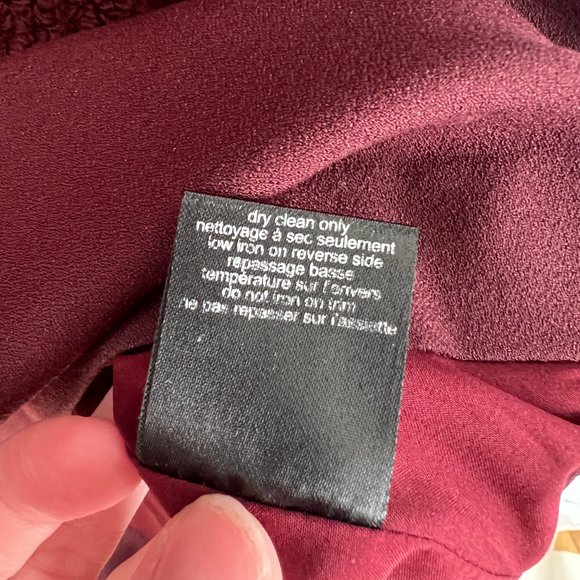 dry clean only
nettoyage à sec seulement
low iron on reverse side
repassage basse
température sur l'envers
do not iron on trim
ne pas repasser sur l'assiette